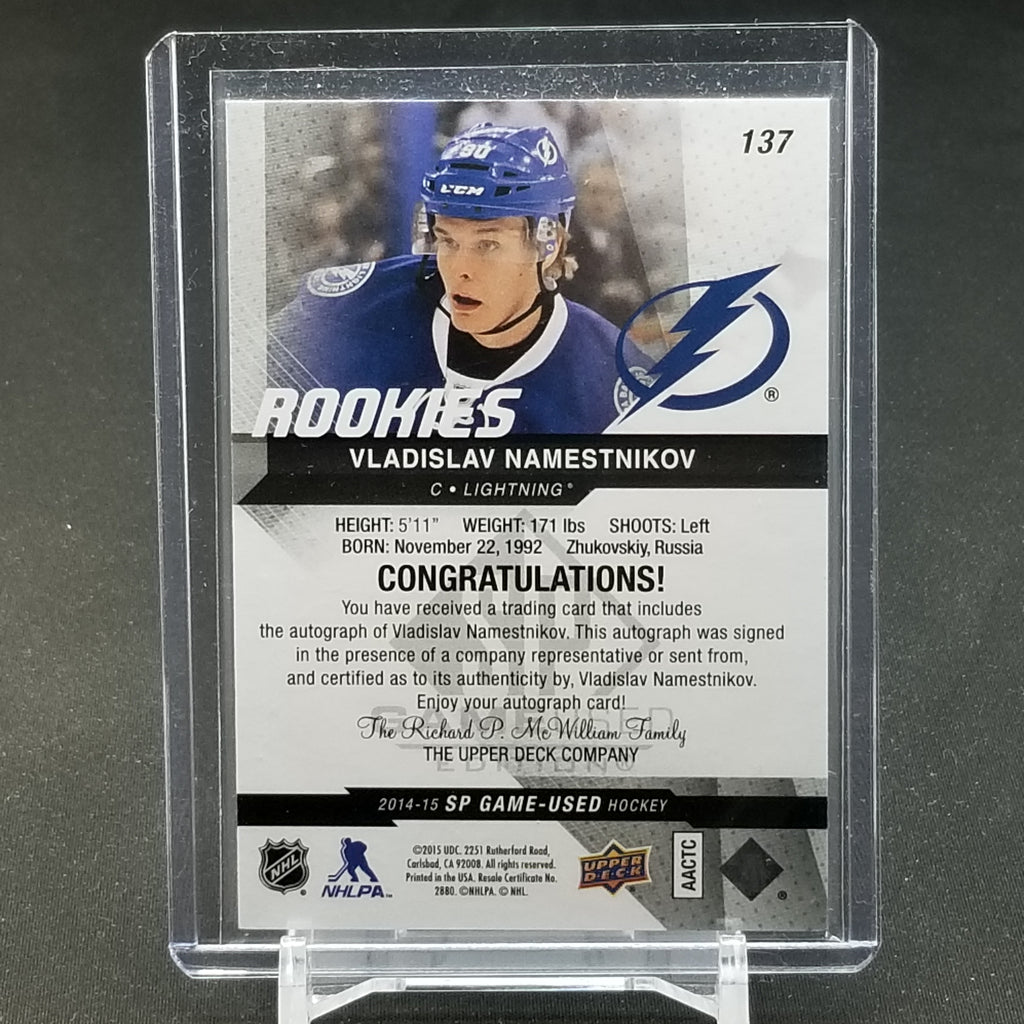 137
90
CCM
LIGHTNING
®
ROOKIES
VLADISLAV NAMESTNIKOV
C • LIGHTNING®
HEIGHT: 5'11" WEIGHT: 171 lbs SHOOTS: Left
BORN: November 22, 1992 Zhukovskiy, Russia
CONGRATULATIONS!
You have received a trading card that includes
the autograph of Vladislav Namestnikov. This autograph was signed
in the presence of a company representative or sent from,
and certified as to its authenticity by, Vladislav Namestnikov.
Enjoy your autograph card!
GAME USED
The Richard P. McWilliam Family
THE UPPER DECK COMPANY
EDITION®
2014-15 SP GAME-USED HOCKEY
NHL
®
NHLPA™
©2015 UDC. 2251 Rutherford Road,
Carlsbad, CA 92008. All rights reserved.
Printed in the USA. Resale Certificate No.
2880. ©NHLPA. © NHL.
UPPER
DECK
AACTC
®